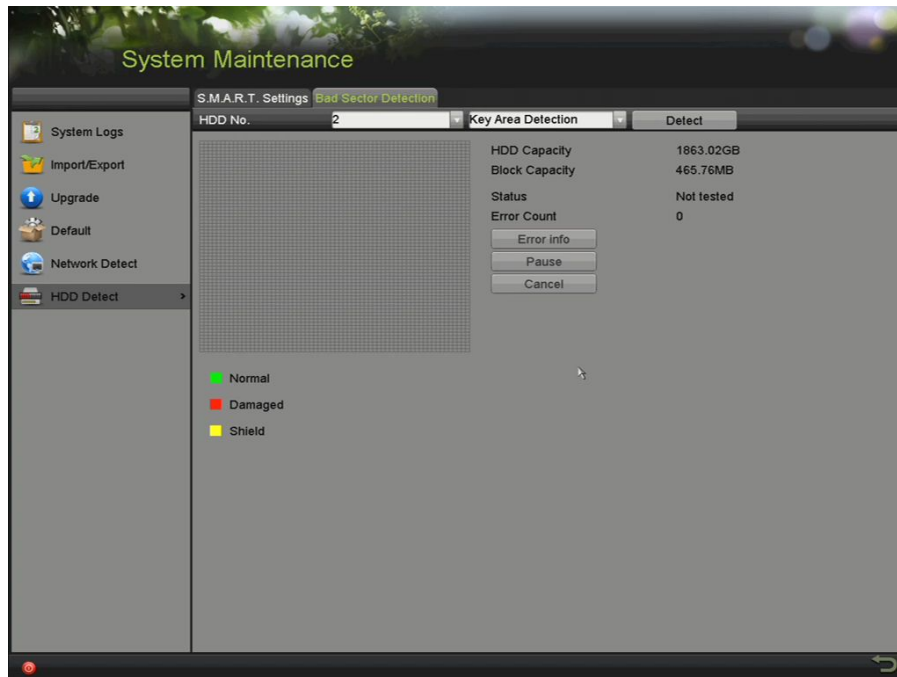 System Maintenance
S.M.A.R.T. Settings Bad Sector Detection
HDD No. 2 Key Area Detection Detect
System Logs
Import/Export
Upgrade
Default
Network Detect
HDD Detect >
HDD Capacity 1863.02GB
Block Capacity 465.76MB
Status Not tested
Error Count 0
Error info
Pause
Cancel
Normal
Damaged
Shield